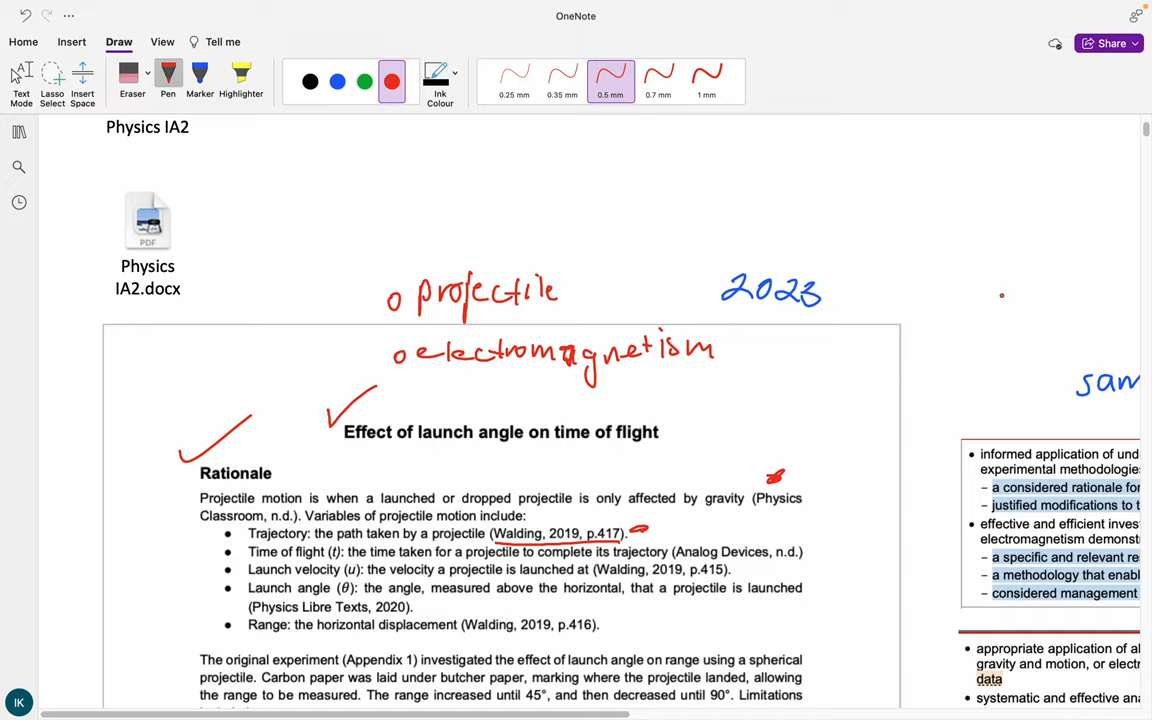 OneNote
Home Insert Draw View Tell me
Share
Text Mode
Lasso Select
Insert Space
Eraser
Pen
Marker
Highlighter
Ink Colour
0.25 mm
0.35 mm
0.5 mm
0.7 mm
1 mm
Physics IA2
PDF
Physics IA2.docx
o projectile
2023
o electromagnetism
sam
Effect of launch angle on time of flight
Rationale
Projectile motion is when a launched or dropped projectile is only affected by gravity (Physics
Classroom, n.d.). Variables of projectile motion include:
• Trajectory: the path taken by a projectile (Walding, 2019, p.417).
• Time of flight (t): the time taken for a projectile to complete its trajectory (Analog Devices, n.d.)
• Launch velocity (u): the velocity a projectile is launched at (Walding, 2019, p.415).
• Launch angle (θ): the angle, measured above the horizontal, that a projectile is launched
(Physics Libre Texts, 2020).
• Range: the horizontal displacement (Walding, 2019, p.416).
The original experiment (Appendix 1) investigated the effect of launch angle on range using a spherical
projectile. Carbon paper was laid under butcher paper, marking where the projectile landed, allowing
the range to be measured. The range increased until 45°, and then decreased until 90°. Limitations
• informed application of und
experimental methodologie
– a considered rationale for
– justified modifications to t
• effective and efficient inves
electromagnetism demonst
– a specific and relevant re
– a methodology that enabl
– considered management
• appropriate application of al
gravity and motion, or electr
data
• systematic and effective ana
IK